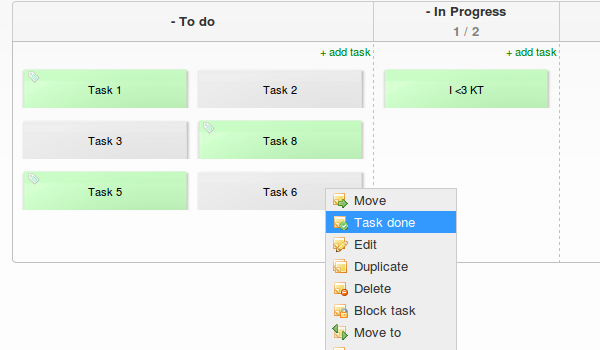 - To do
- In Progress
1 / 2
+ add task
+ add task
Task 1
Task 2
I <3 KT
Task 3
Task 8
Task 5
Task 6
Move
Task done
Edit
Duplicate
Delete
Block task
Move to